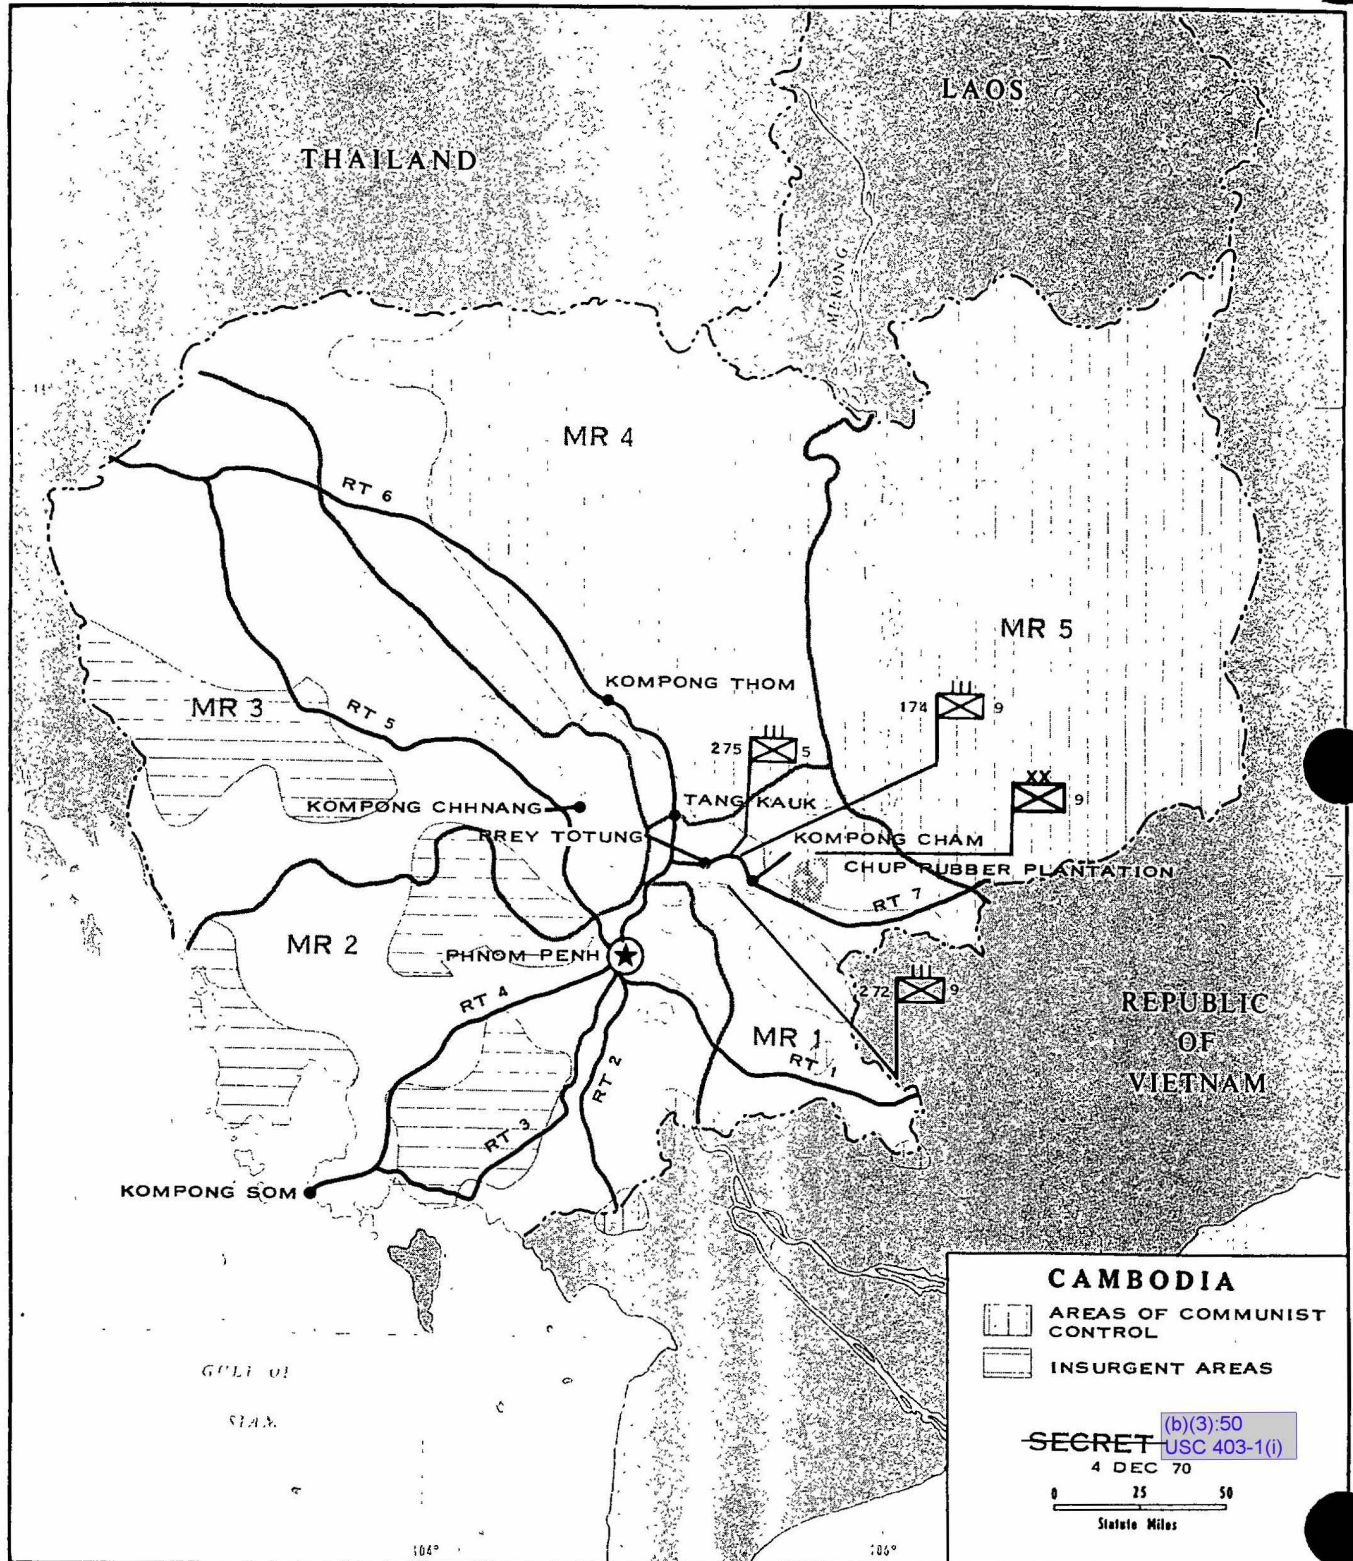 LAOS
THAILAND
MEKONG
MR 4
RT 6
MR 5
KOMPONG THOM
MR 3
RT 5
174
9
275
5
XX
9
KOMPONG CHHNANG
TANG KAUK
PREY TOTUNG
KOMPONG CHAM
CHUP RUBBER PLANTATION
RT 7
MR 2
PHNOM PENH
RT 4
272
9
REPUBLIC
OF
VIETNAM
MR 1
RT 1
RT 2
RT 3
KOMPONG SOM
GULF OF
SIAM
104°
106°
CAMBODIA
AREAS OF COMMUNIST
CONTROL
INSURGENT AREAS
SECRET
(b)(3):50
USC 403-1(i)
4 DEC 70
0 25 50
Statute Miles